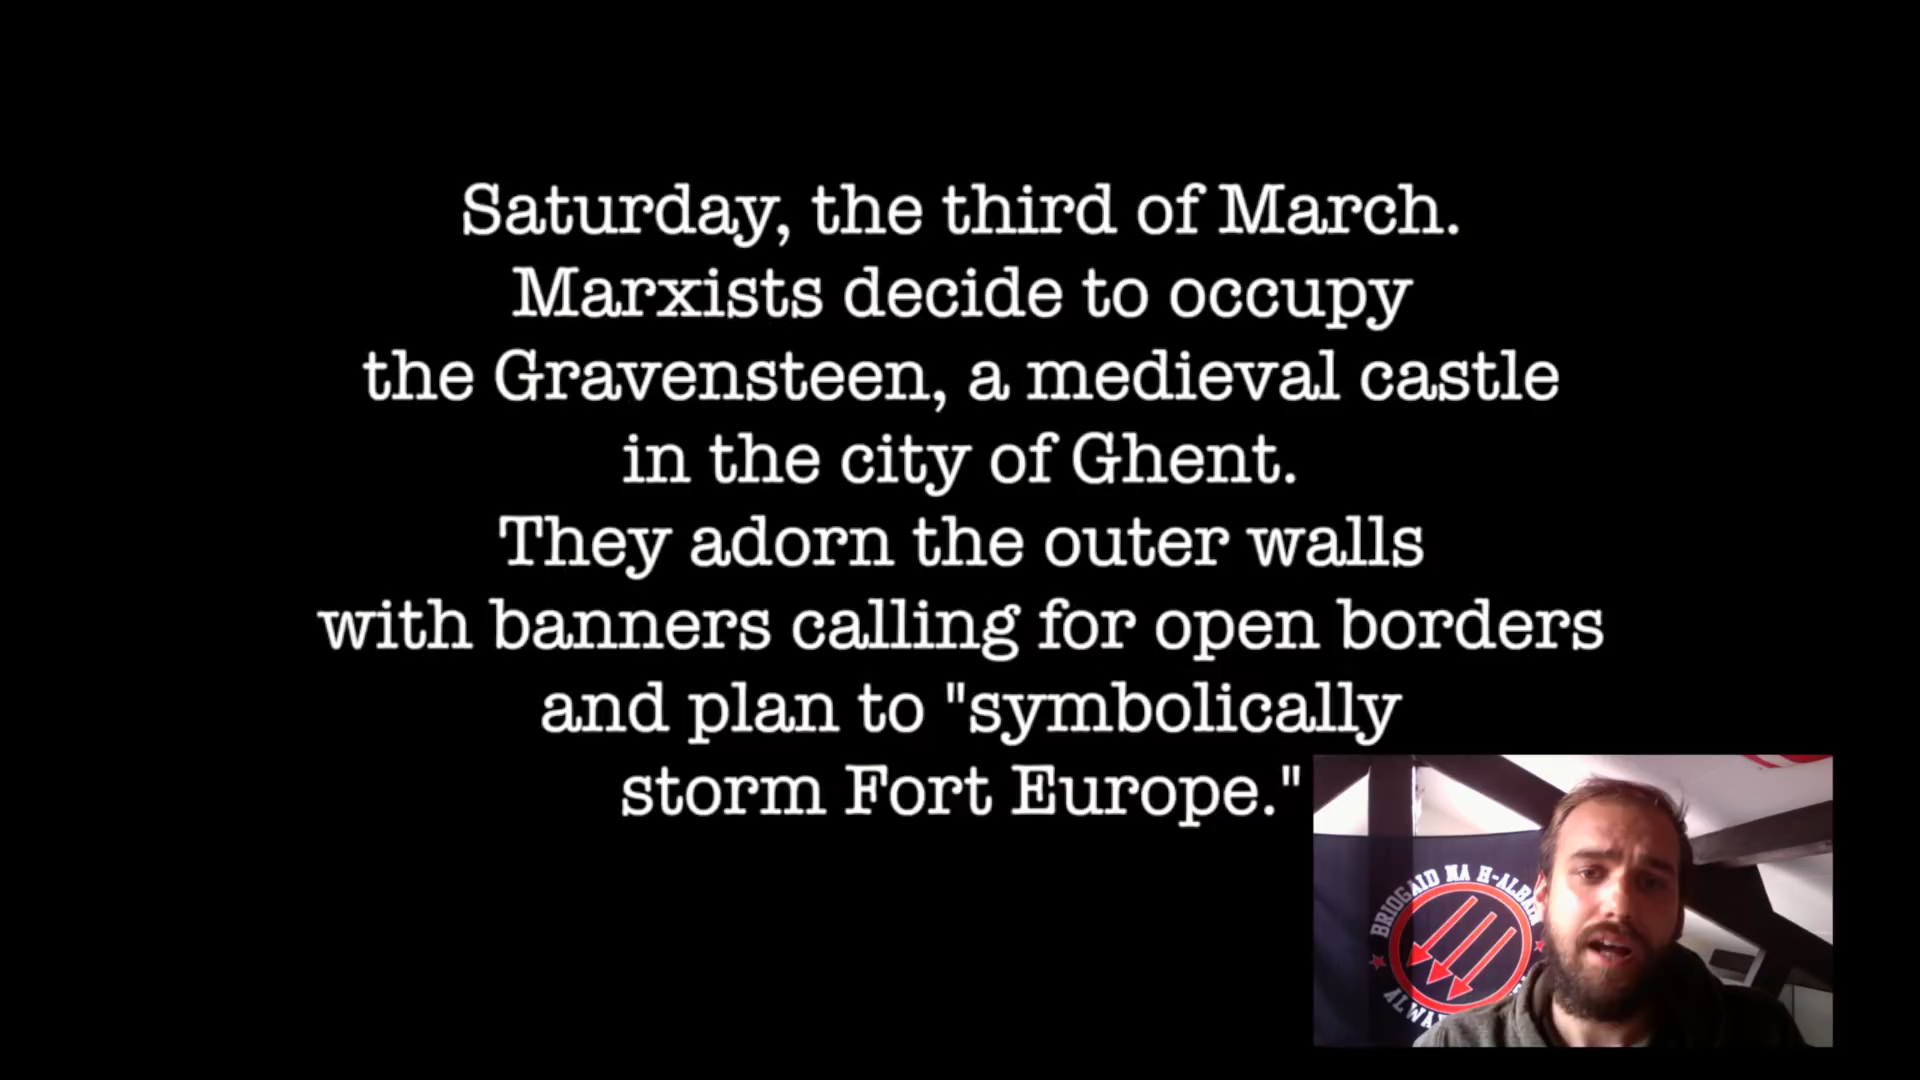 Saturday, the third of March.
Marxists decide to occupy
the Gravensteen, a medieval castle
in the city of Ghent.
They adorn the outer walls
with banners calling for open borders
and plan to "symbolically
storm Fort Europe."
BRIOGAID NA H-ALBA